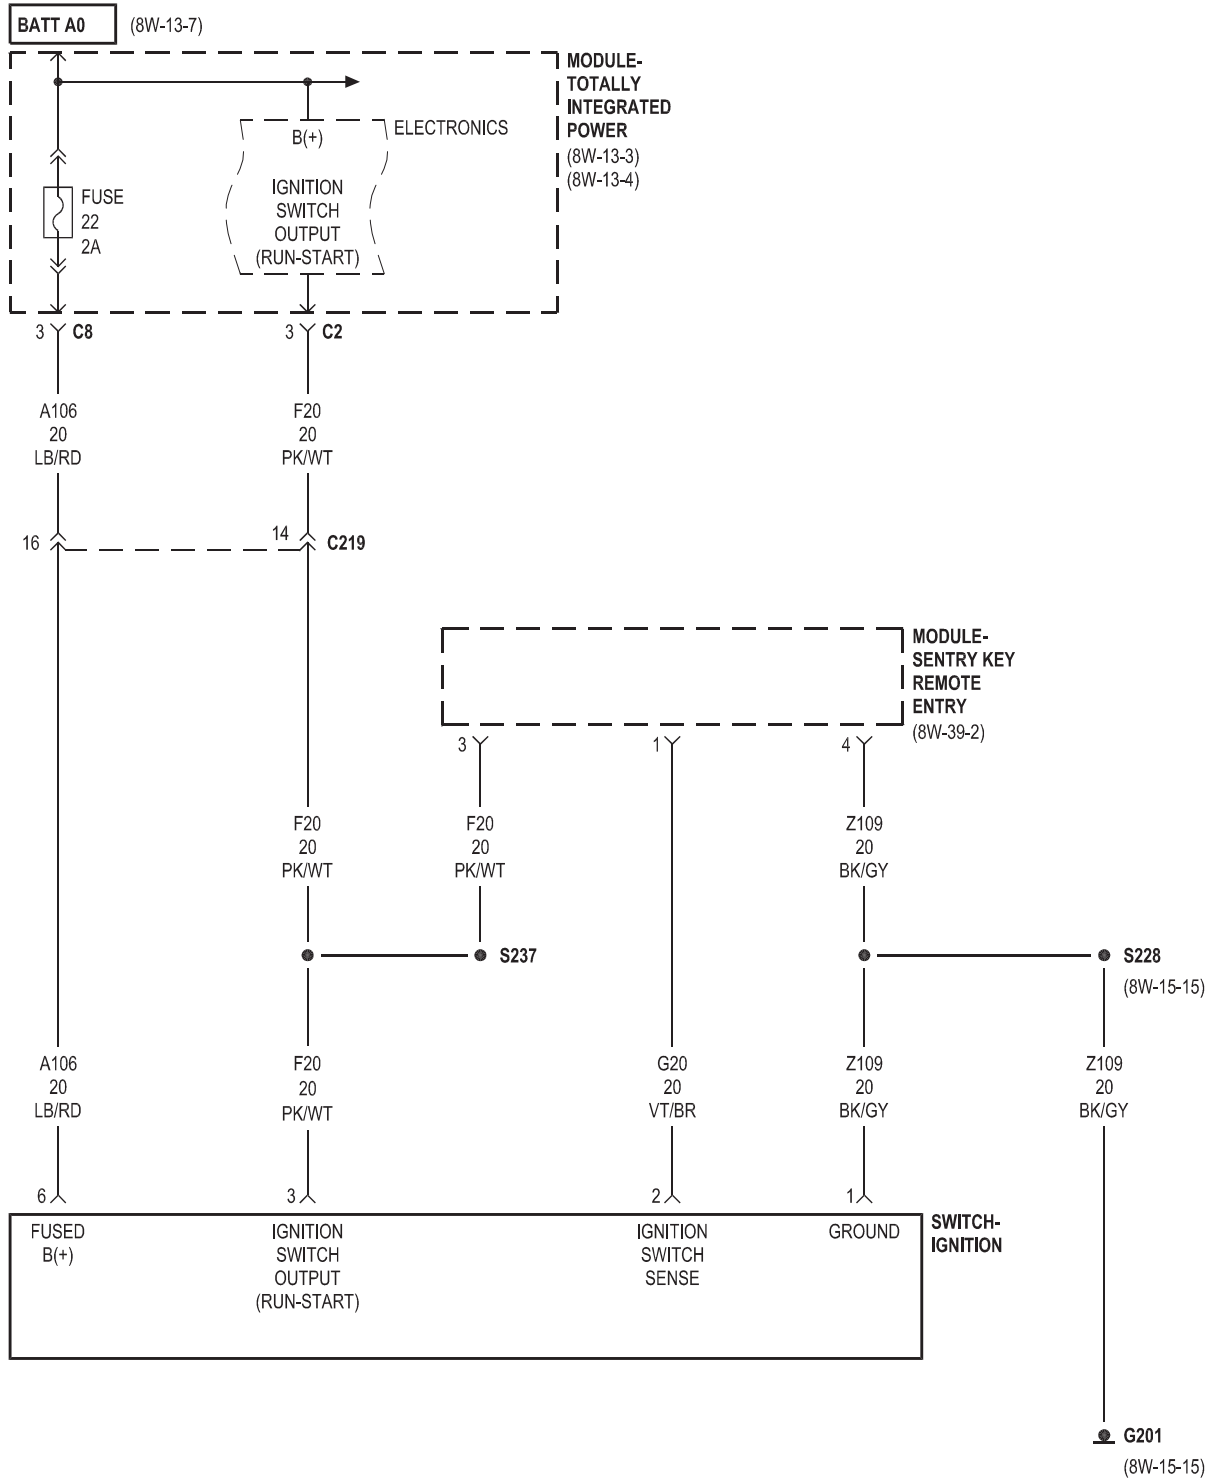 BATT A0 (8W-13-7)
MODULE-
TOTALLY
INTEGRATED
POWER
(8W-13-3)
(8W-13-4)
ELECTRONICS
B(+)
IGNITION
SWITCH
OUTPUT
(RUN-START)
FUSE
22
2A
3 C8
3 C2
A106
20
LB/RD
F20
20
PK/WT
16
14 C219
MODULE-
SENTRY KEY
REMOTE
ENTRY
(8W-39-2)
3
1
4
F20
20
PK/WT
F20
20
PK/WT
Z109
20
BK/GY
S237
S228
(8W-15-15)
A106
20
LB/RD
F20
20
PK/WT
G20
20
VT/BR
Z109
20
BK/GY
Z109
20
BK/GY
6
3
2
1
SWITCH-
IGNITION
FUSED
B(+)
IGNITION
SWITCH
OUTPUT
(RUN-START)
IGNITION
SWITCH
SENSE
GROUND
G201
(8W-15-15)